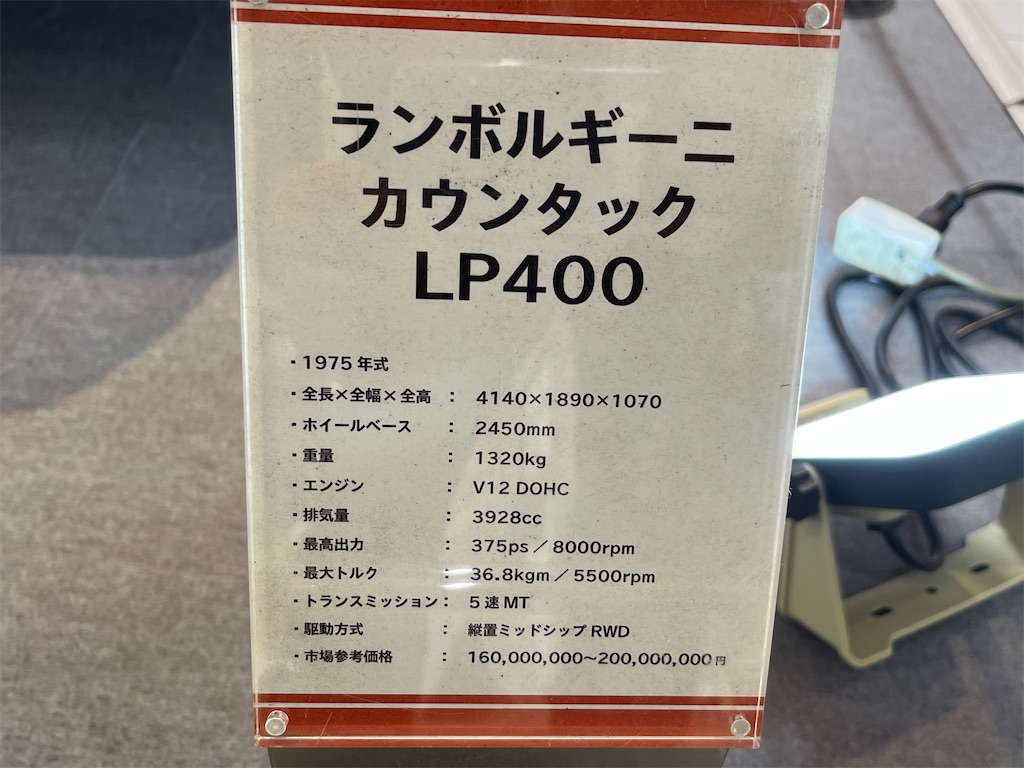 ランボルギーニ
カウンタック
LP400
・1975年式
・全長×全幅×全高 ： 4140×1890×1070
・ホイールベース ： 2450mm
・重量 ： 1320kg
・エンジン ： V12 DOHC
・排気量 ： 3928cc
・最高出力 ： 375ps／8000rpm
・最大トルク ： 36.8kgm／5500rpm
・トランスミッション： 5速MT
・駆動方式 ： 縦置ミッドシップRWD
・市場参考価格 ： 160,000,000～200,000,000円